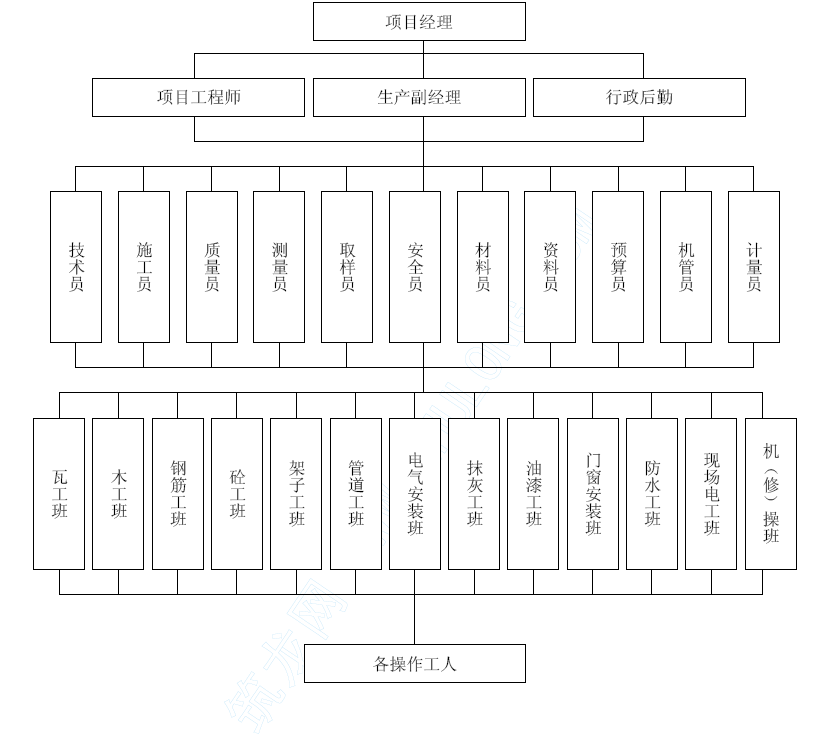 项目经理
项目工程师
生产副经理
行政后勤
技术员
施工员
质量员
测量员
取样员
安全员
材料员
资料员
预算员
机管员
计量员
瓦工班
木工班
钢筋工班
砼工班
架子工班
管道工班
电气安装班
抹灰工班
油漆工班
门窗安装班
防水工班
现场电工班
机（修）操班
各操作工人
筑龙网